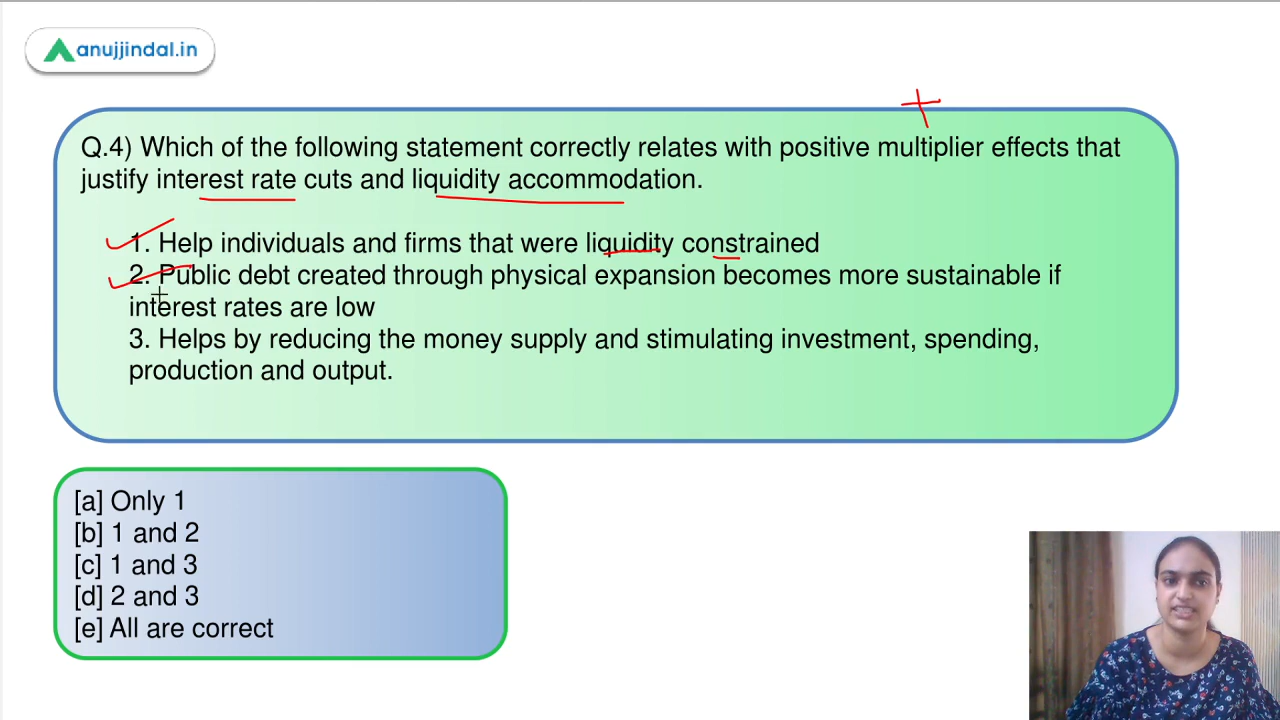 anujjindal.in
Q.4) Which of the following statement correctly relates with positive multiplier effects that
justify interest rate cuts and liquidity accommodation.
1. Help individuals and firms that were liquidity constrained
2. Public debt created through physical expansion becomes more sustainable if
interest rates are low
3. Helps by reducing the money supply and stimulating investment, spending,
production and output.
[a] Only 1
[b] 1 and 2
[c] 1 and 3
[d] 2 and 3
[e] All are correct